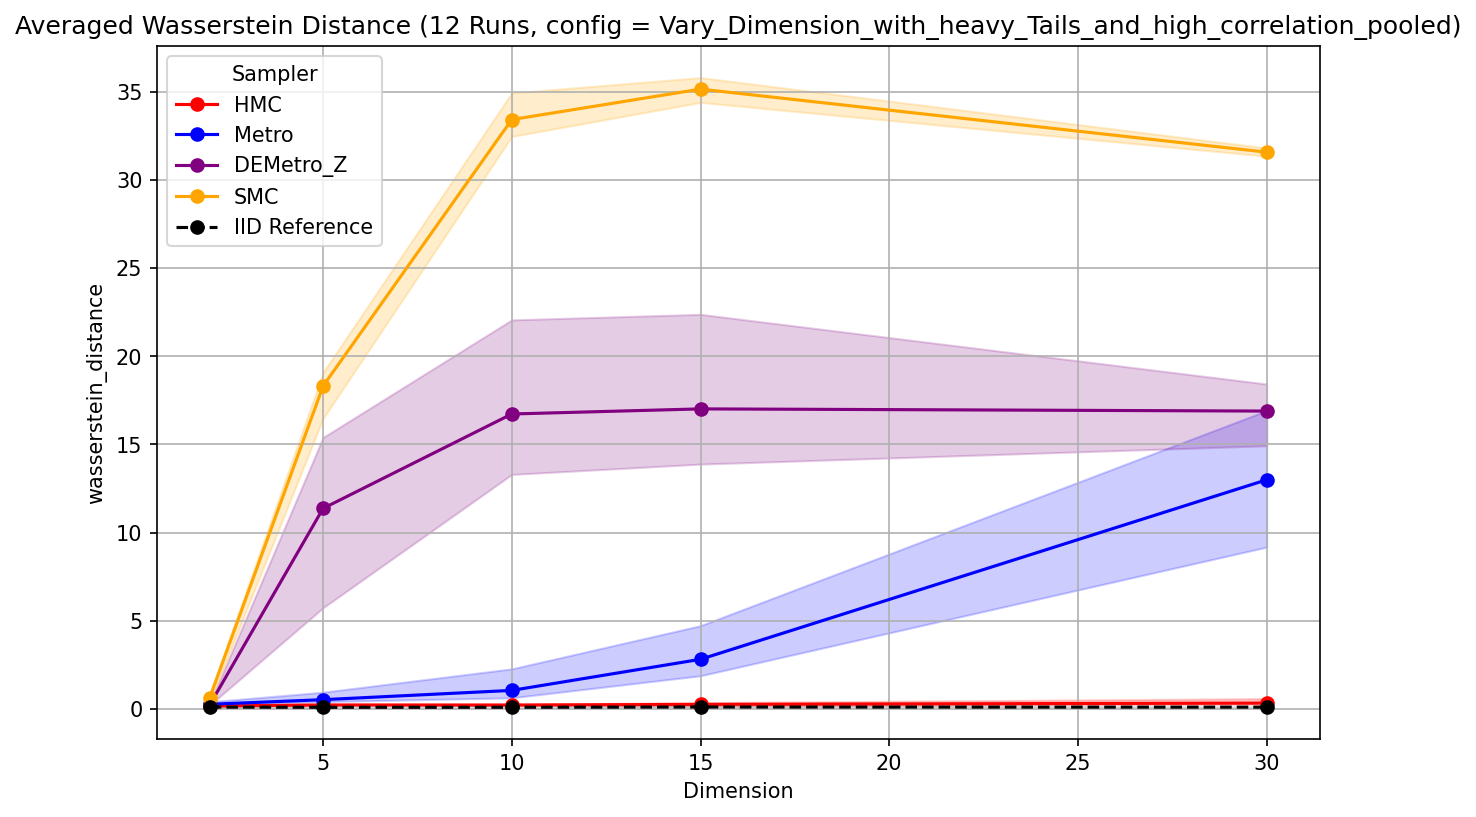 Averaged Wasserstein Distance (12 Runs, config = Vary_Dimension_with_heavy_Tails_and_high_correlation_pooled)
Sampler
HMC
Metro
DEMetro_Z
SMC
IID Reference
wasserstein_distance
35
30
25
20
15
10
5
0
5
10
15
20
25
30
Dimension